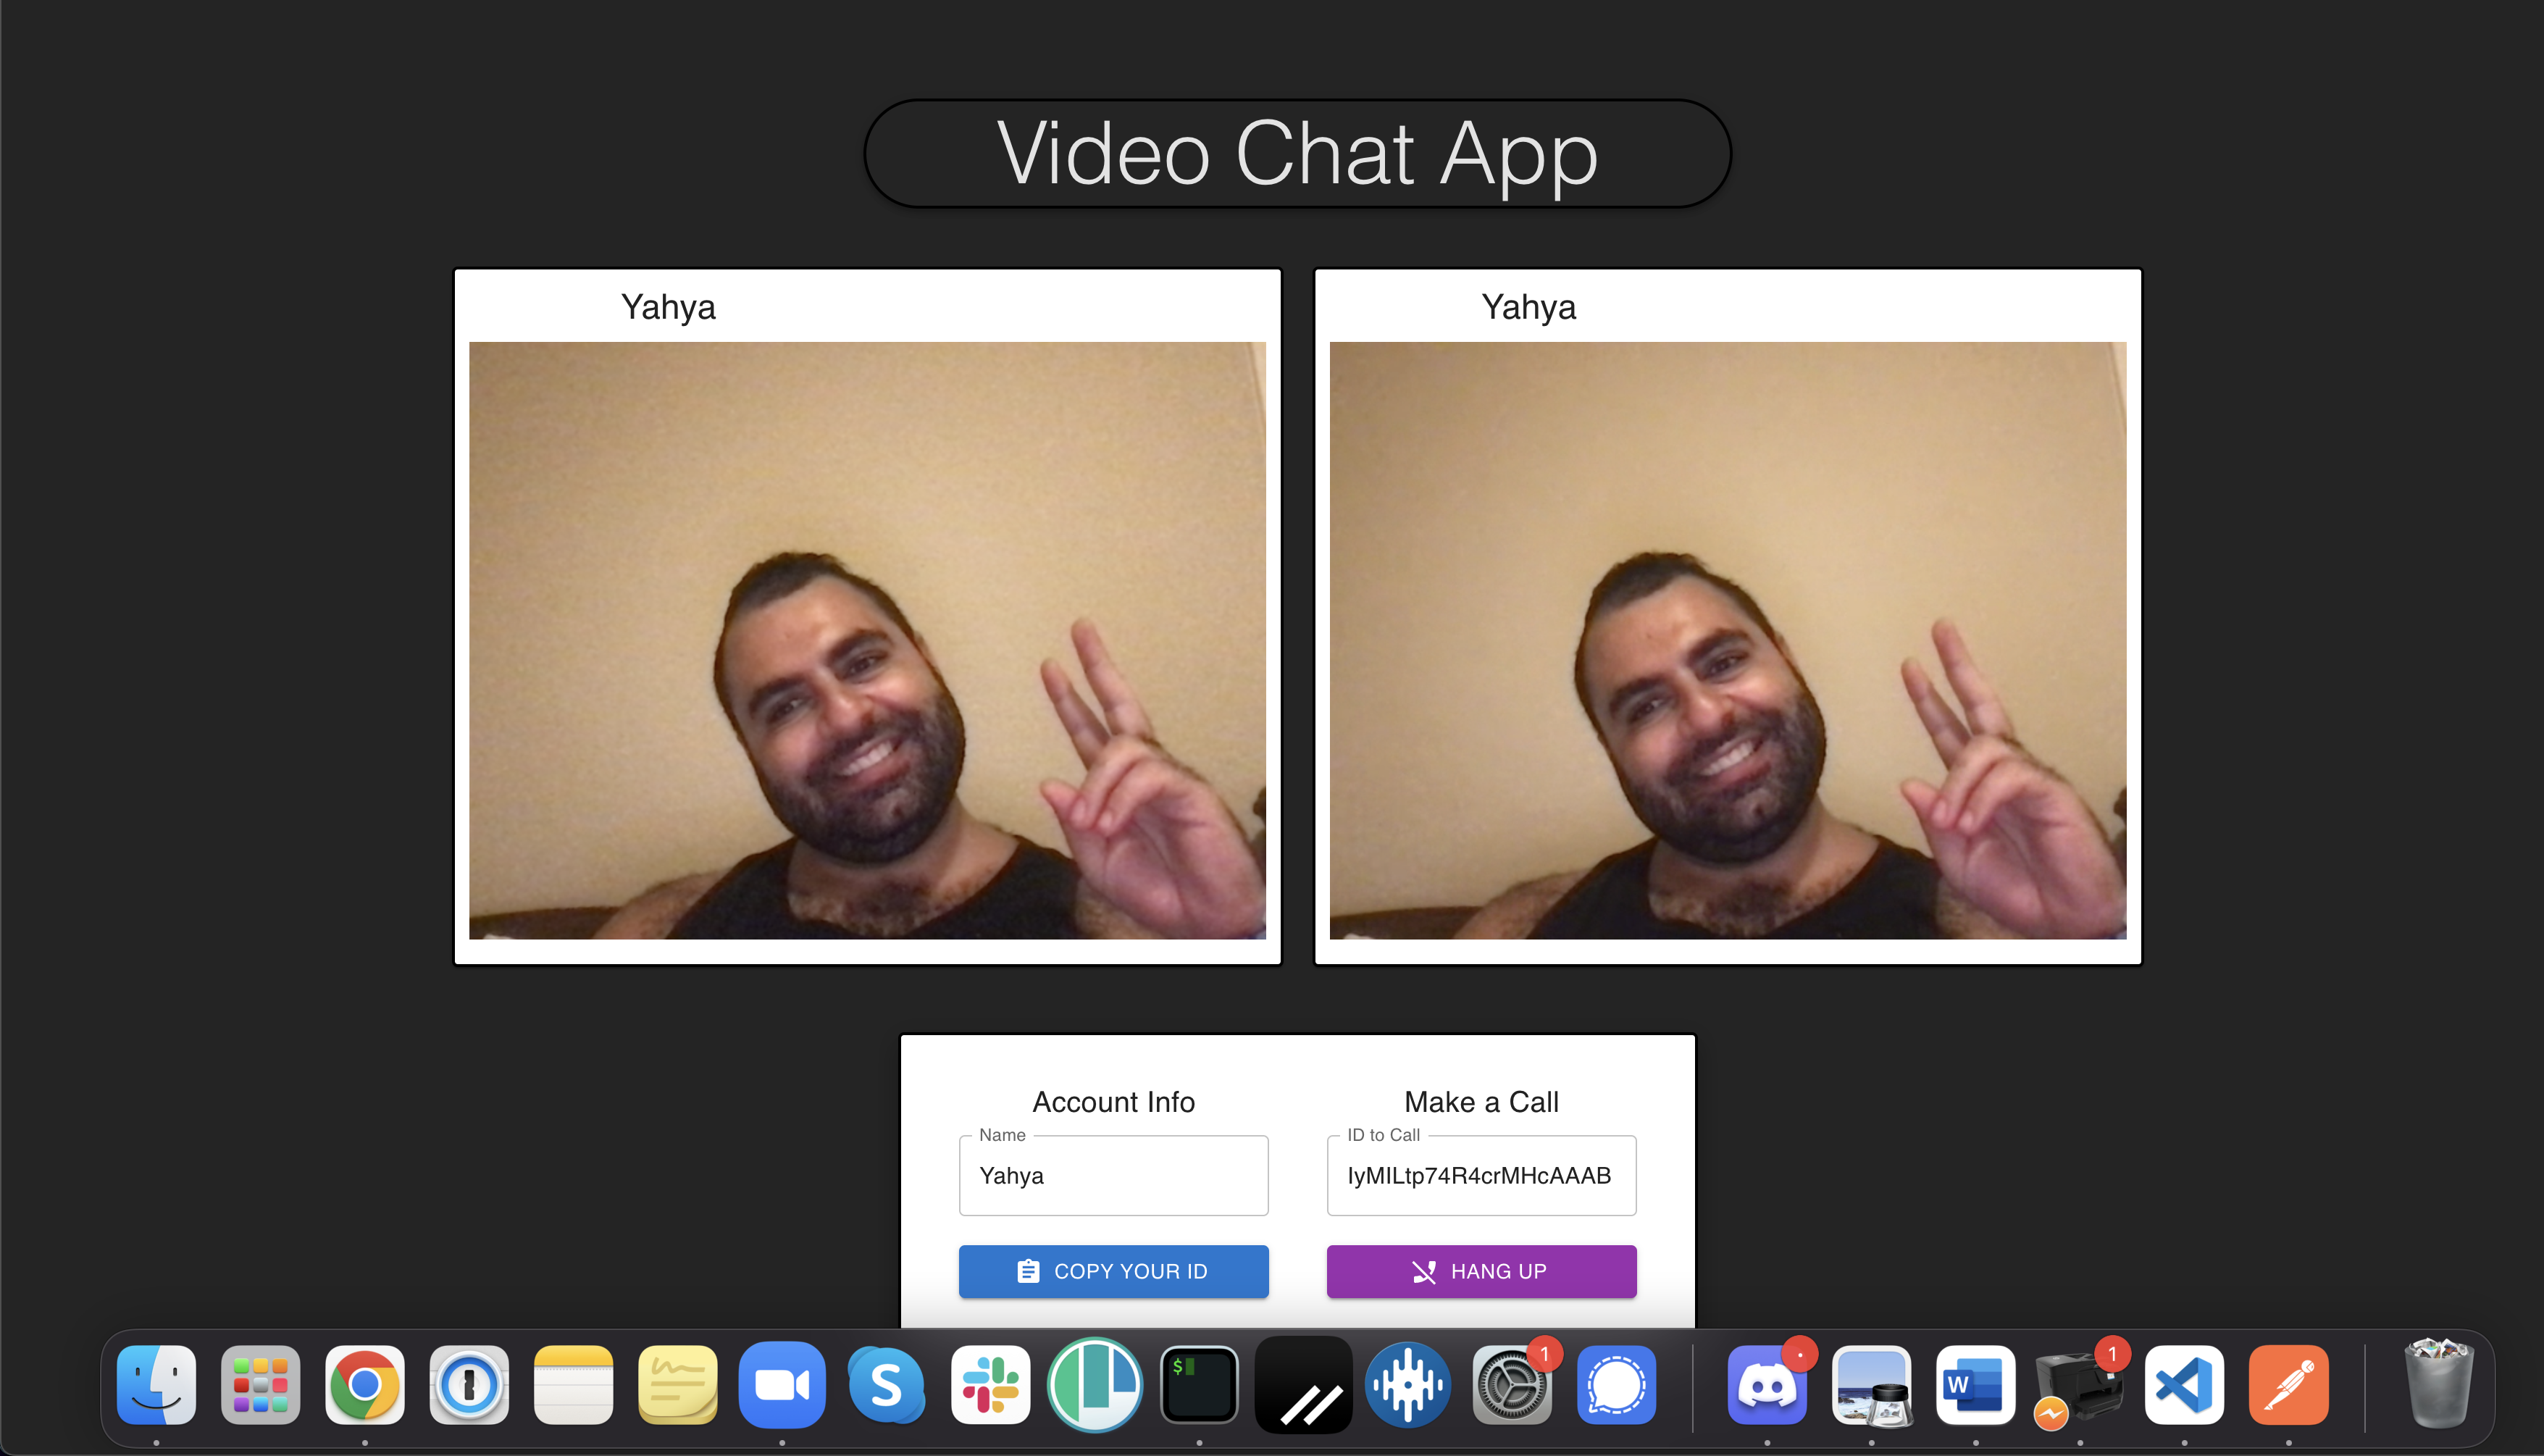 Video Chat App
Yahya
Yahya
Account Info
Make a Call
Name
ID to Call
Yahya
IyMILtp74R4crMHcAAAB
COPY YOUR ID
HANG UP
S
$
1
W
1